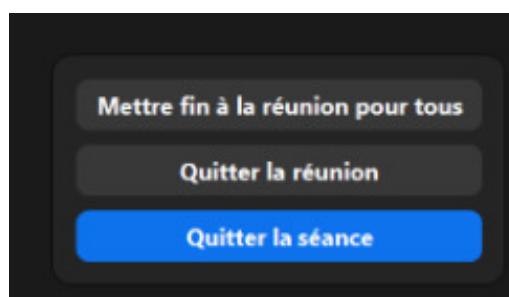 Mettre fin à la réunion pour tous
Quitter la réunion
Quitter la séance